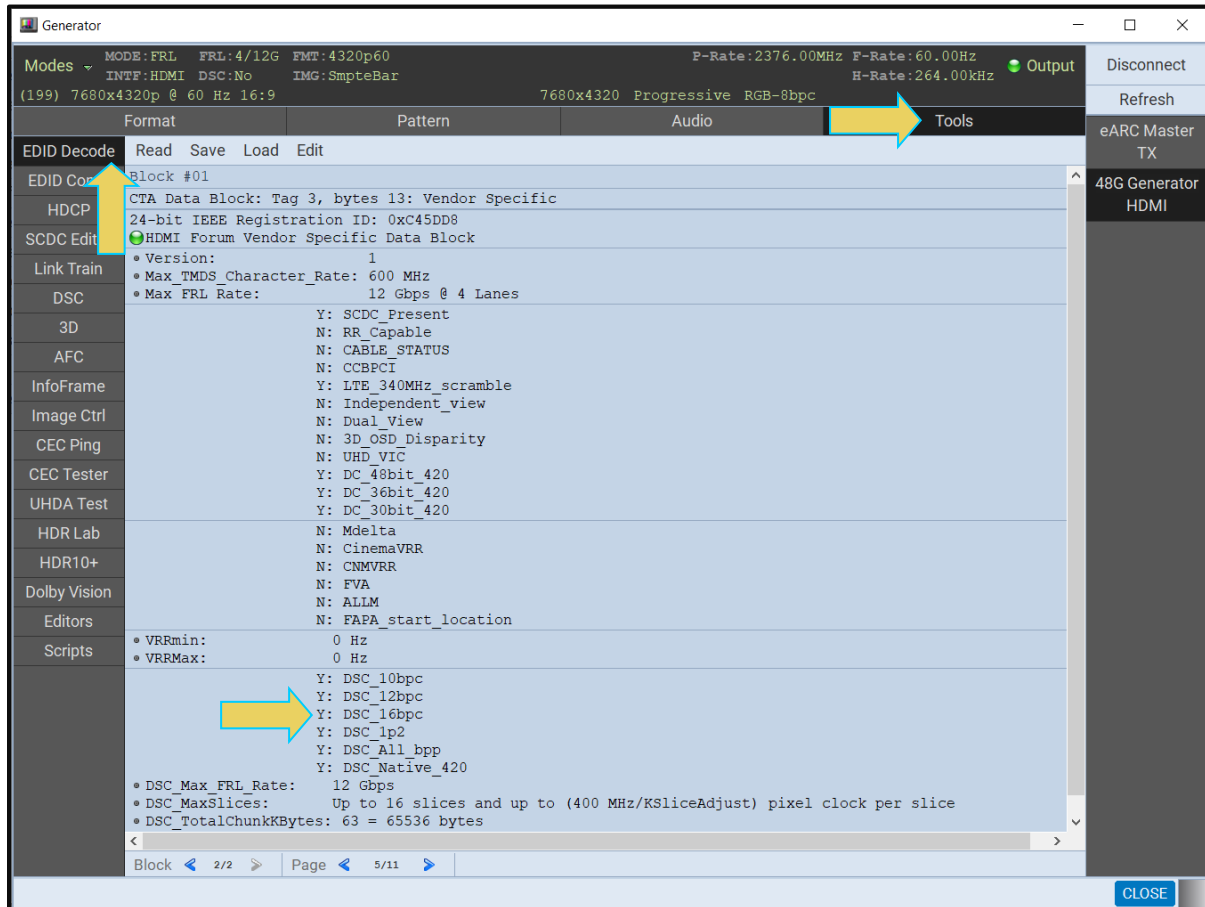 Generator
Modes MODE:FRL FRL:4/12G FMT:4320p60 P-Rate:2376.00MHz F-Rate:60.00Hz Output
INTF:HDMI DSC:No IMG:SmpteBar H-Rate:264.00kHz
(199) 7680x4320p @ 60 Hz 16:9 7680x4320 Progressive RGB-8bpc
Disconnect
Refresh
Format Pattern Audio Tools
eARC Master
TX
48G Generator
HDMI
EDID Decode
HDCP
SCDC Edit
Link Train
DSC
3D
AFC
InfoFrame
Image Ctrl
CEC Ping
CEC Tester
UHDA Test
HDR Lab
HDR10+
Dolby Vision
Editors
Scripts
Read Save Load Edit
Block #01
CTA Data Block: Tag 3, bytes 13: Vendor Specific
24-bit IEEE Registration ID: 0xC45DD8
HDMI Forum Vendor Specific Data Block
• Version: 1
• Max_TMDS_Character_Rate: 600 MHz
• Max FRL Rate: 12 Gbps @ 4 Lanes
Y: SCDC_Present
N: RR_Capable
N: CABLE_STATUS
N: CCBPCI
Y: LTE_340MHz_scramble
N: Independent_view
N: Dual_View
N: 3D_OSD_Disparity
N: UHD_VIC
Y: DC_48bit_420
Y: DC_36bit_420
Y: DC_30bit_420
N: Mdelta
N: CinemaVRR
N: CNMVRR
N: FVA
N: ALLM
N: FAPA_start_location
• VRRmin: 0 Hz
• VRRMax: 0 Hz
Y: DSC_10bpc
Y: DSC_12bpc
Y: DSC_16bpc
Y: DSC_1p2
Y: DSC_All_bpp
Y: DSC_Native_420
• DSC_Max_FRL_Rate: 12 Gbps
• DSC_MaxSlices: Up to 16 slices and up to (400 MHz/KSliceAdjust) pixel clock per slice
• DSC_TotalChunkKBytes: 63 = 65536 bytes
Block 2/2 Page 5/11
CLOSE